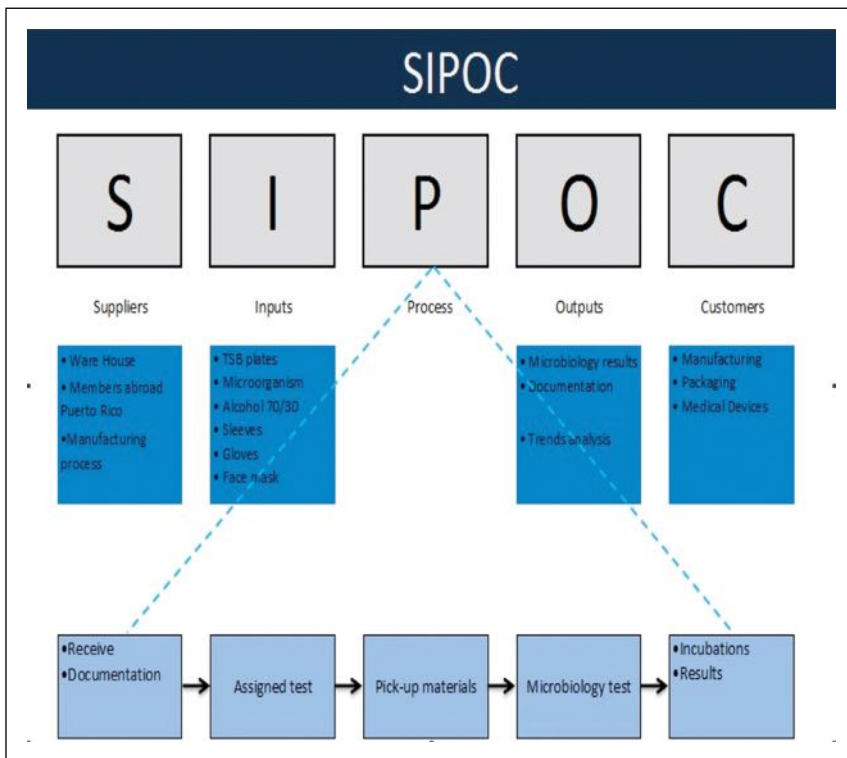 SIPOC
S
I
P
O
C
Suppliers
Inputs
Process
Outputs
Customers
• Ware House
• Members abroad
Puerto Rico
•Manufacturing
process
• TSB plates
• Microorganism
• Alcohol 70/30
• Sleeves
• Gloves
• Face mask
• Microbiology results
• Documentation
• Trends analysis
• Manufacturing
• Packaging
• Medical Devices
•Receive
•Documentation
Assigned test
Pick-up materials
Microbiology test
•Incubations
•Results